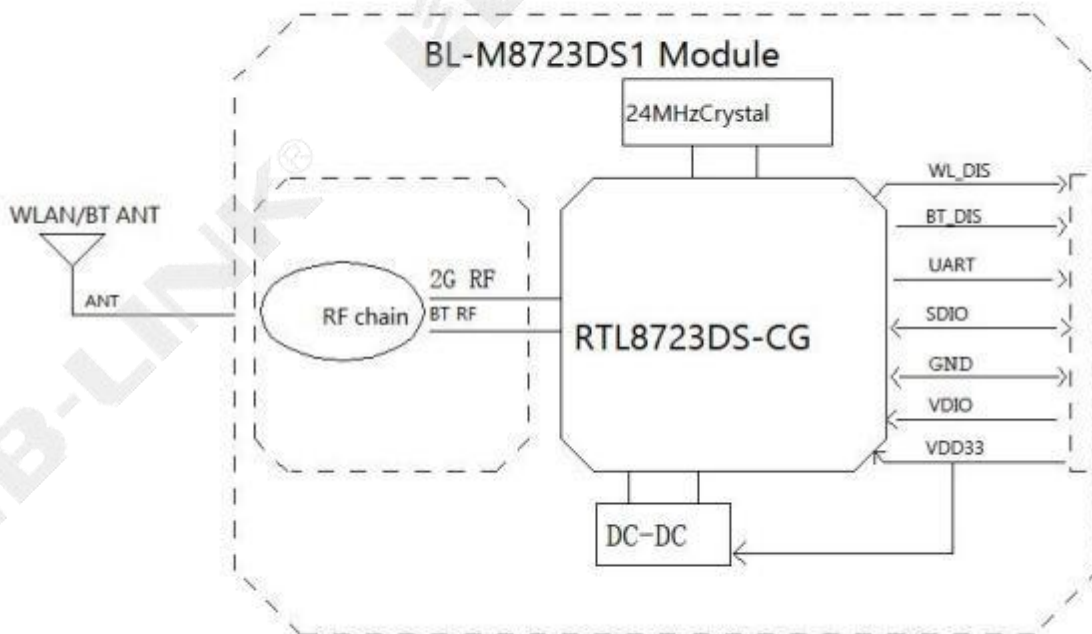 BL-M8723DS1 Module
24MHzCrystal
WLAN/BT ANT
ANT
RF chain
2G RF
BT RF
RTL8723DS-CG
WL_DIS
BT_DIS
UART
SDIO
GND
VDIO
VDD33
DC-DC
B-LINK®